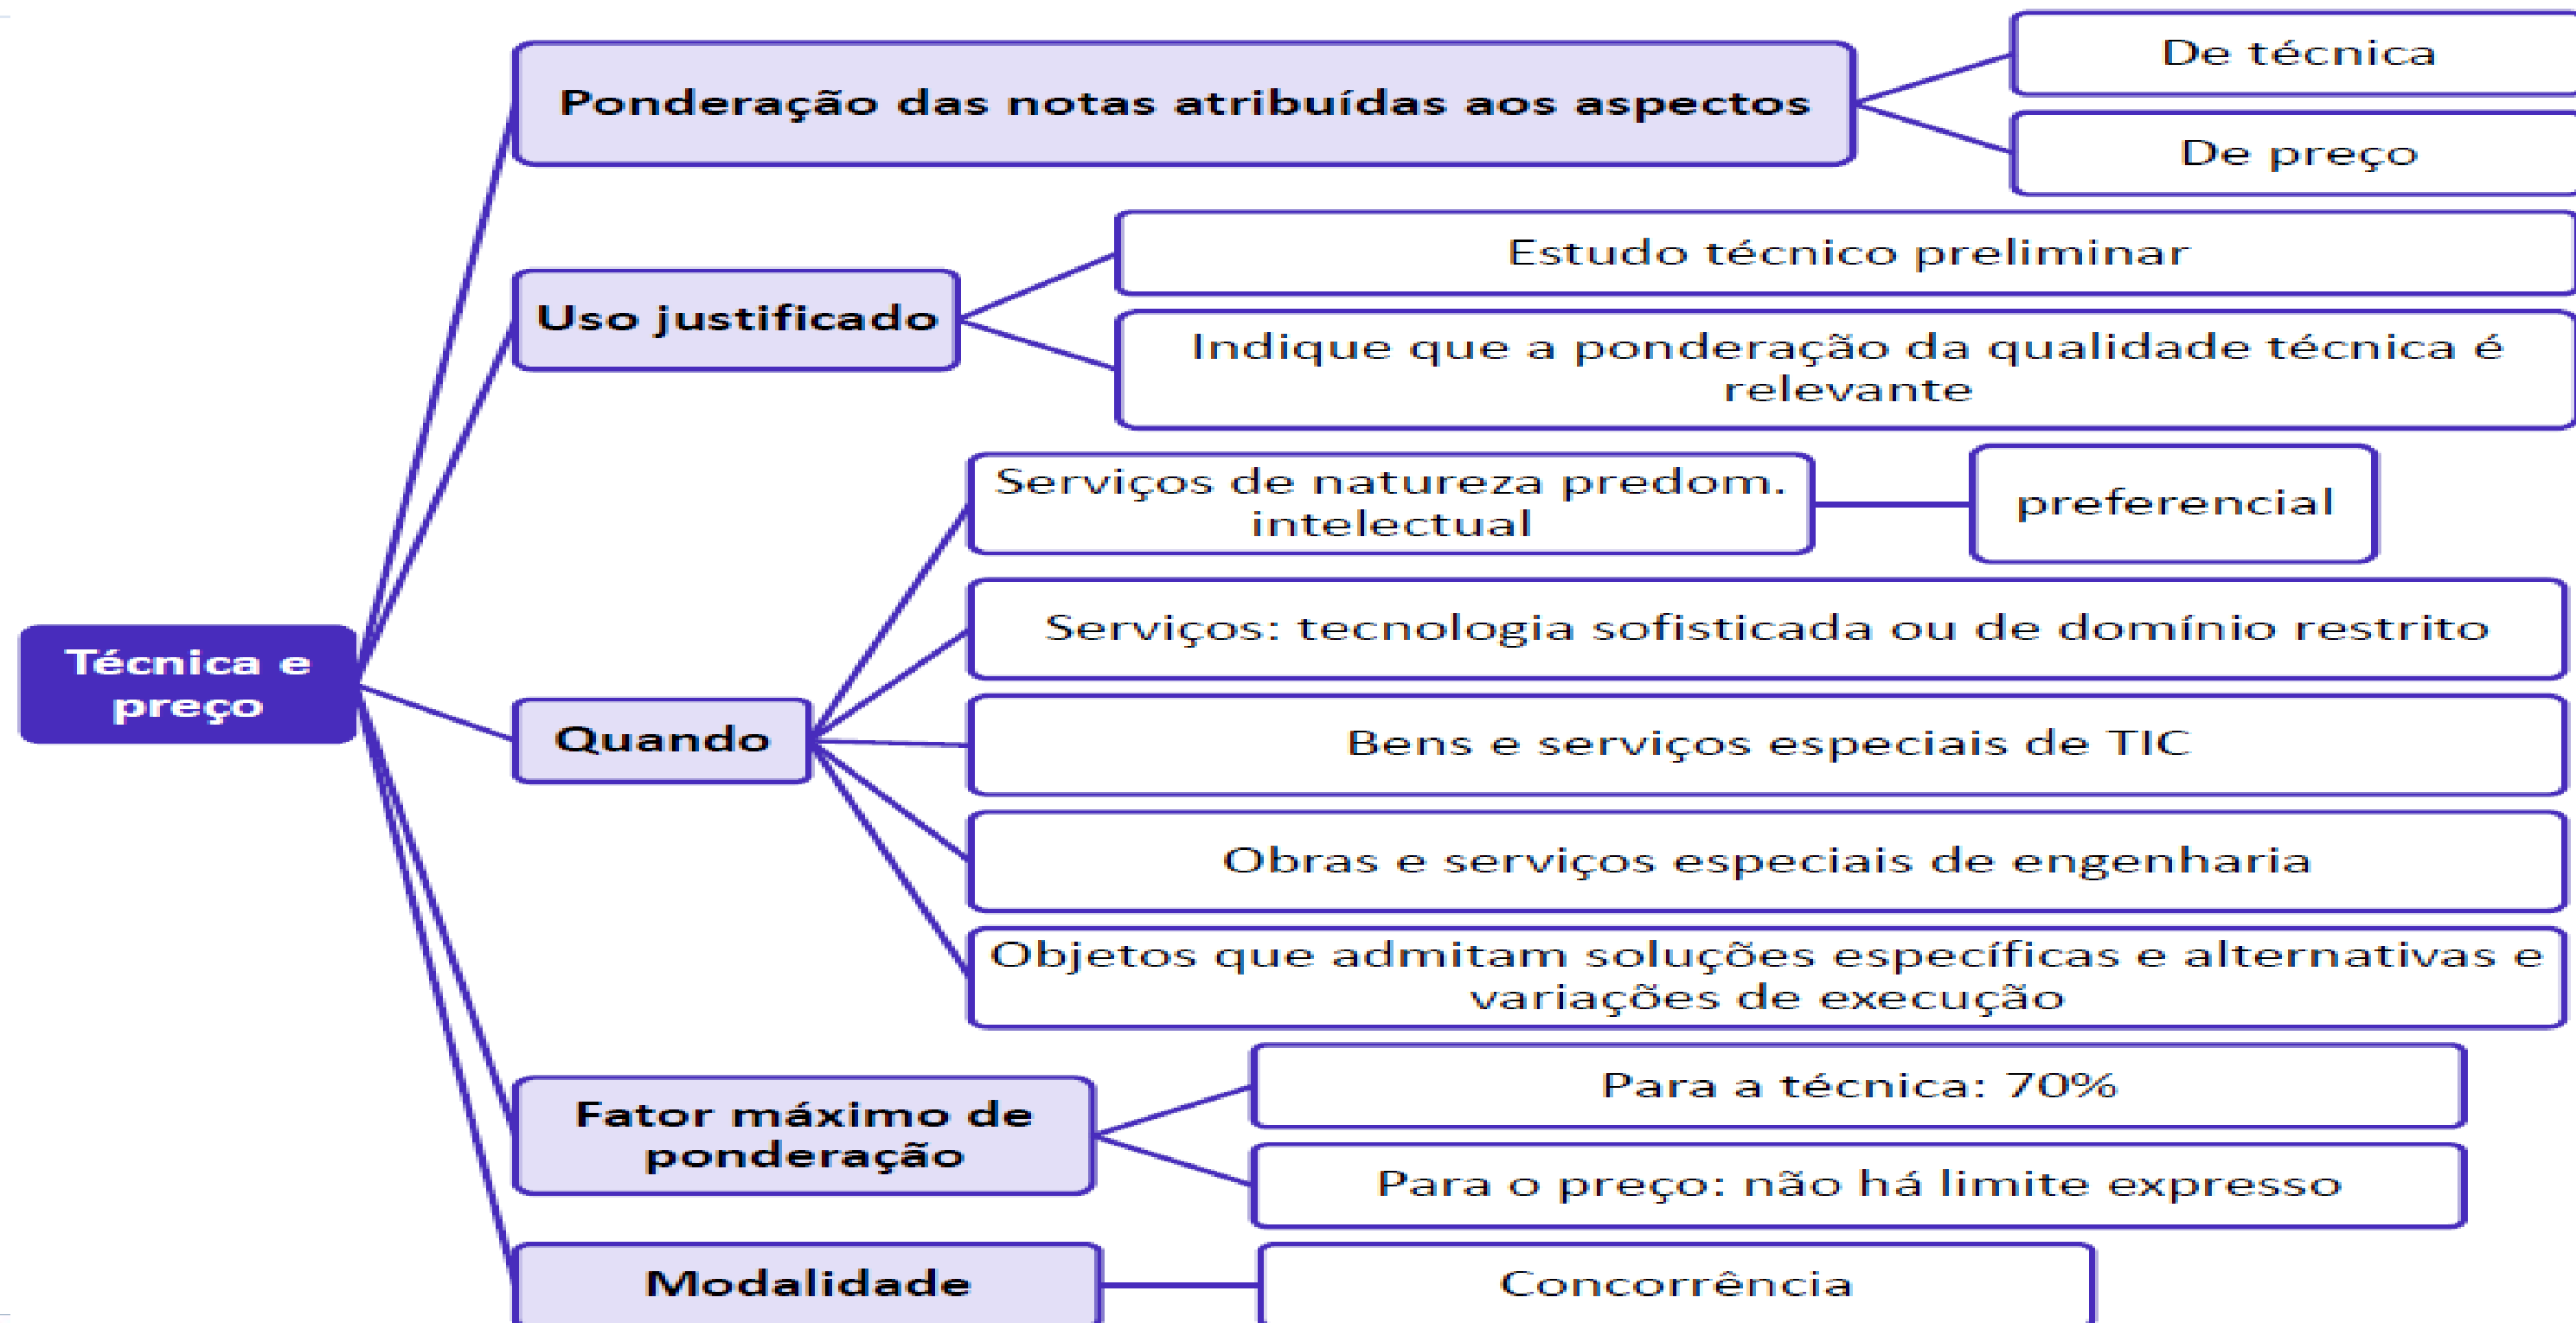 Técnica e
preço
Ponderação das notas atribuídas aos aspectos
De técnica
De preço
Uso justificado
Estudo técnico preliminar
Indique que a ponderação da qualidade técnica é
relevante
Quando
Serviços de natureza predom.
intelectual
preferencial
Serviços: tecnologia sofisticada ou de domínio restrito
Bens e serviços especiais de TIC
Obras e serviços especiais de engenharia
Objetos que admitam soluções específicas e alternativas e
variações de execução
Fator máximo de
ponderação
Para a técnica: 70%
Para o preço: não há limite expresso
Modalidade
Concorrência